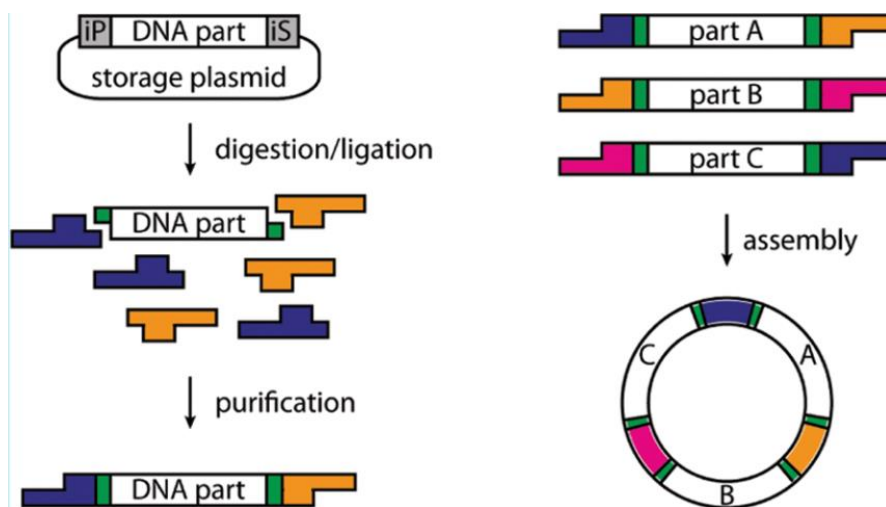 iP DNA part iS
storage plasmid
digestion/ligation
DNA part
purification
DNA part
part A
part B
part C
assembly
C
A
B